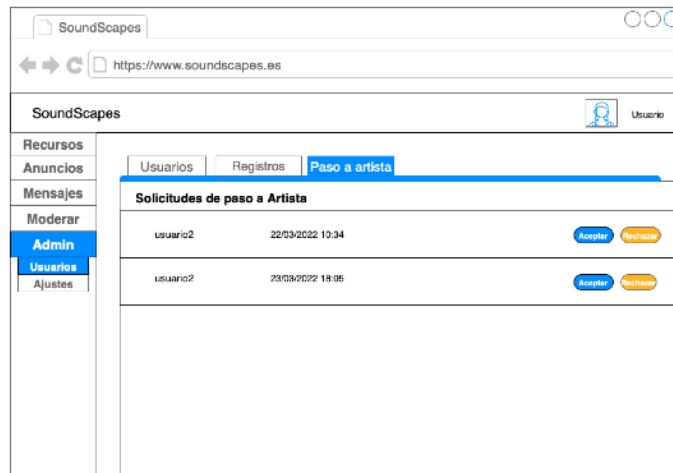 SoundScapes
https://www.soundscapes.es
SoundScapes
Usuario
Recursos
Anuncios
Mensajes
Moderar
Admin
Usuarios
Ajustes
Usuarios Registros Paso a artista
Solicitudes de paso a Artista
usuario2 22/03/2022 10:34 Aceptar Rechazar
usuario2 23/03/2022 18:05 Aceptar Rechazar